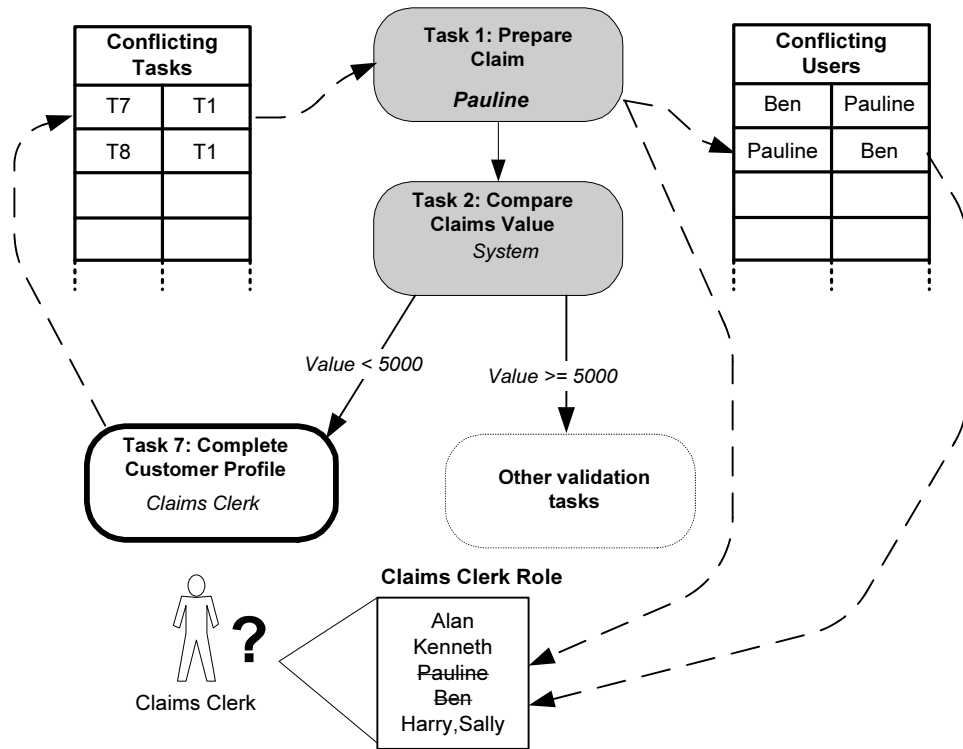 Conflicting
Tasks
T7 T1
T8 T1
Task 1: Prepare
Claim
Pauline
Conflicting
Users
Ben Pauline
Pauline Ben
Task 2: Compare
Claims Value
System
Value < 5000
Value >= 5000
Task 7: Complete
Customer Profile
Claims Clerk
Other validation
tasks
Claims Clerk Role
Alan
Kenneth
Pauline
Ben
Harry,Sally
?
Claims Clerk